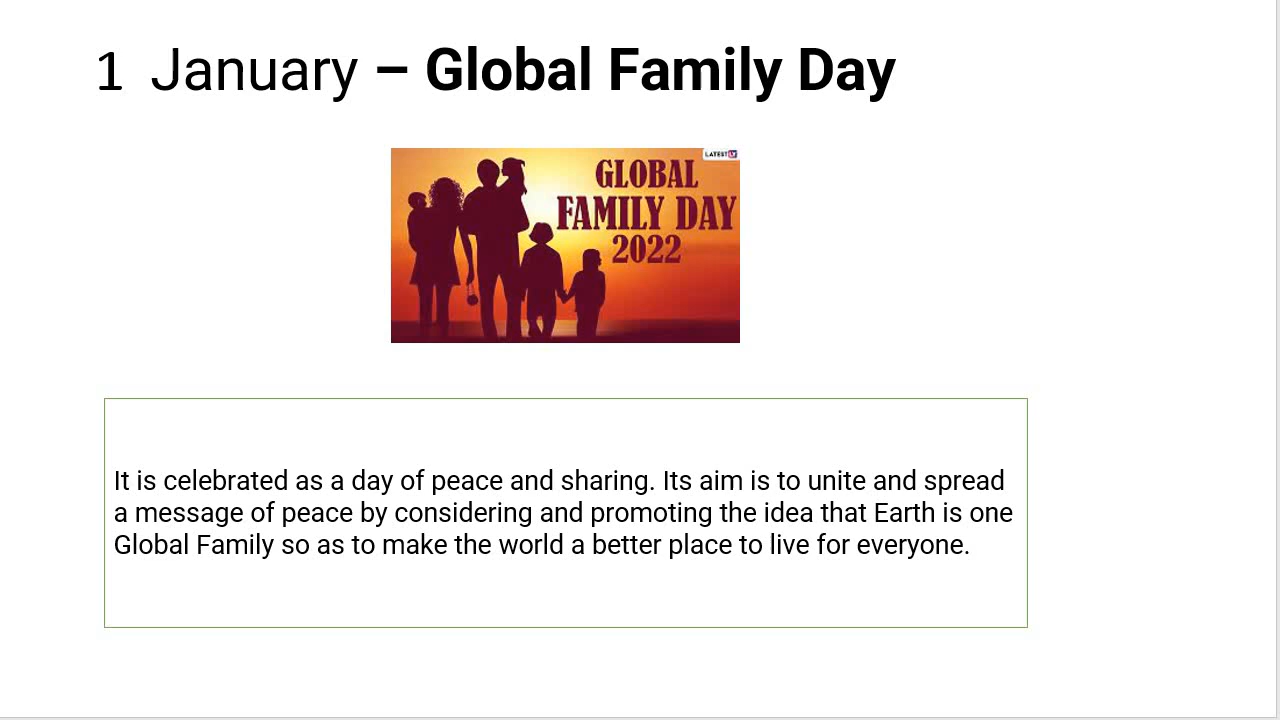 1 January – Global Family Day
LATESTLY
GLOBAL
FAMILY DAY
2022
It is celebrated as a day of peace and sharing. Its aim is to unite and spread
a message of peace by considering and promoting the idea that Earth is one
Global Family so as to make the world a better place to live for everyone.